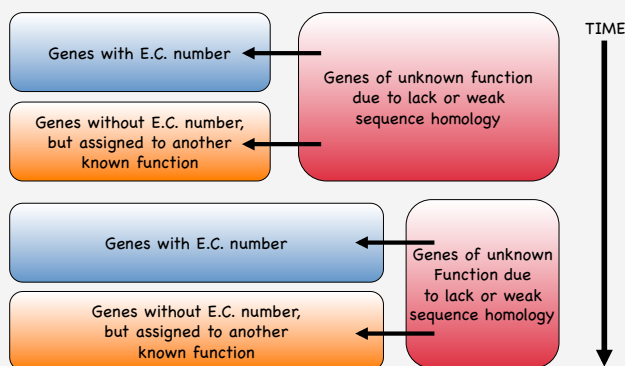 TIME
Genes with E.C. number
Genes of unknown function
due to lack or weak
sequence homology
Genes without E.C. number,
but assigned to another
known function
Genes with E.C. number
Genes of unknown
Function due
to lack or weak
sequence homology
Genes without E.C. number,
but assigned to another
known function